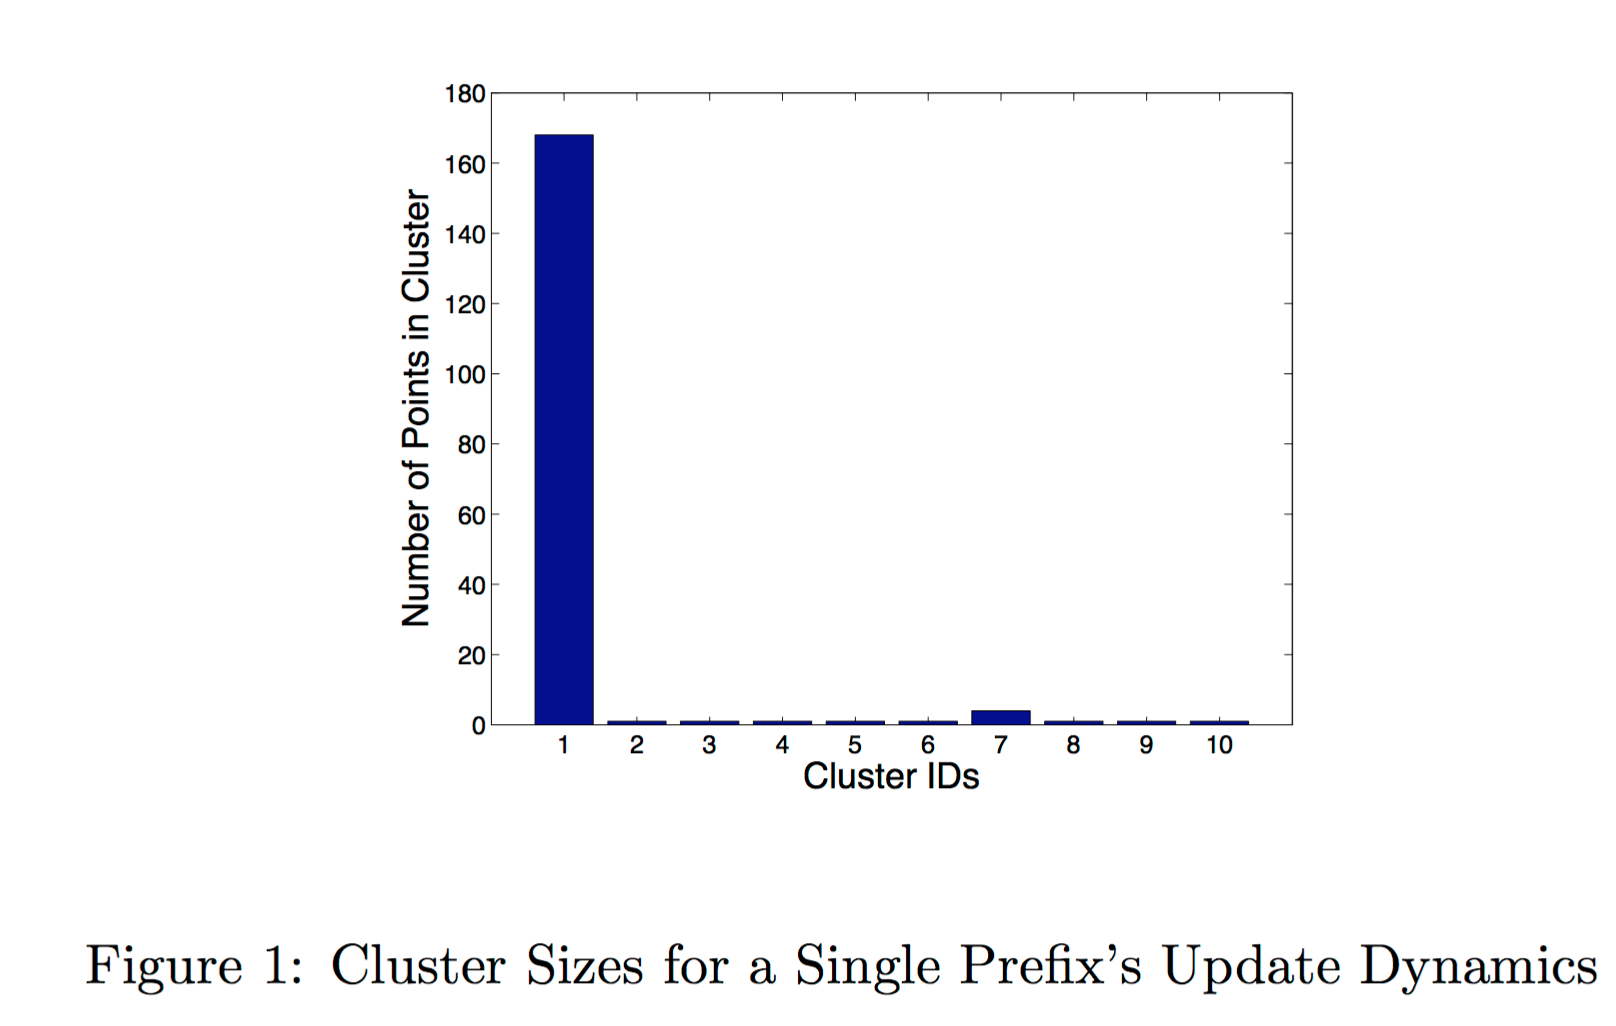 180
160
140
120
100
80
60
40
20
0
Number of Points in Cluster
1 2 3 4 5 6 7 8 9 10
Cluster IDs
Figure 1: Cluster Sizes for a Single Prefix's Update Dynamics